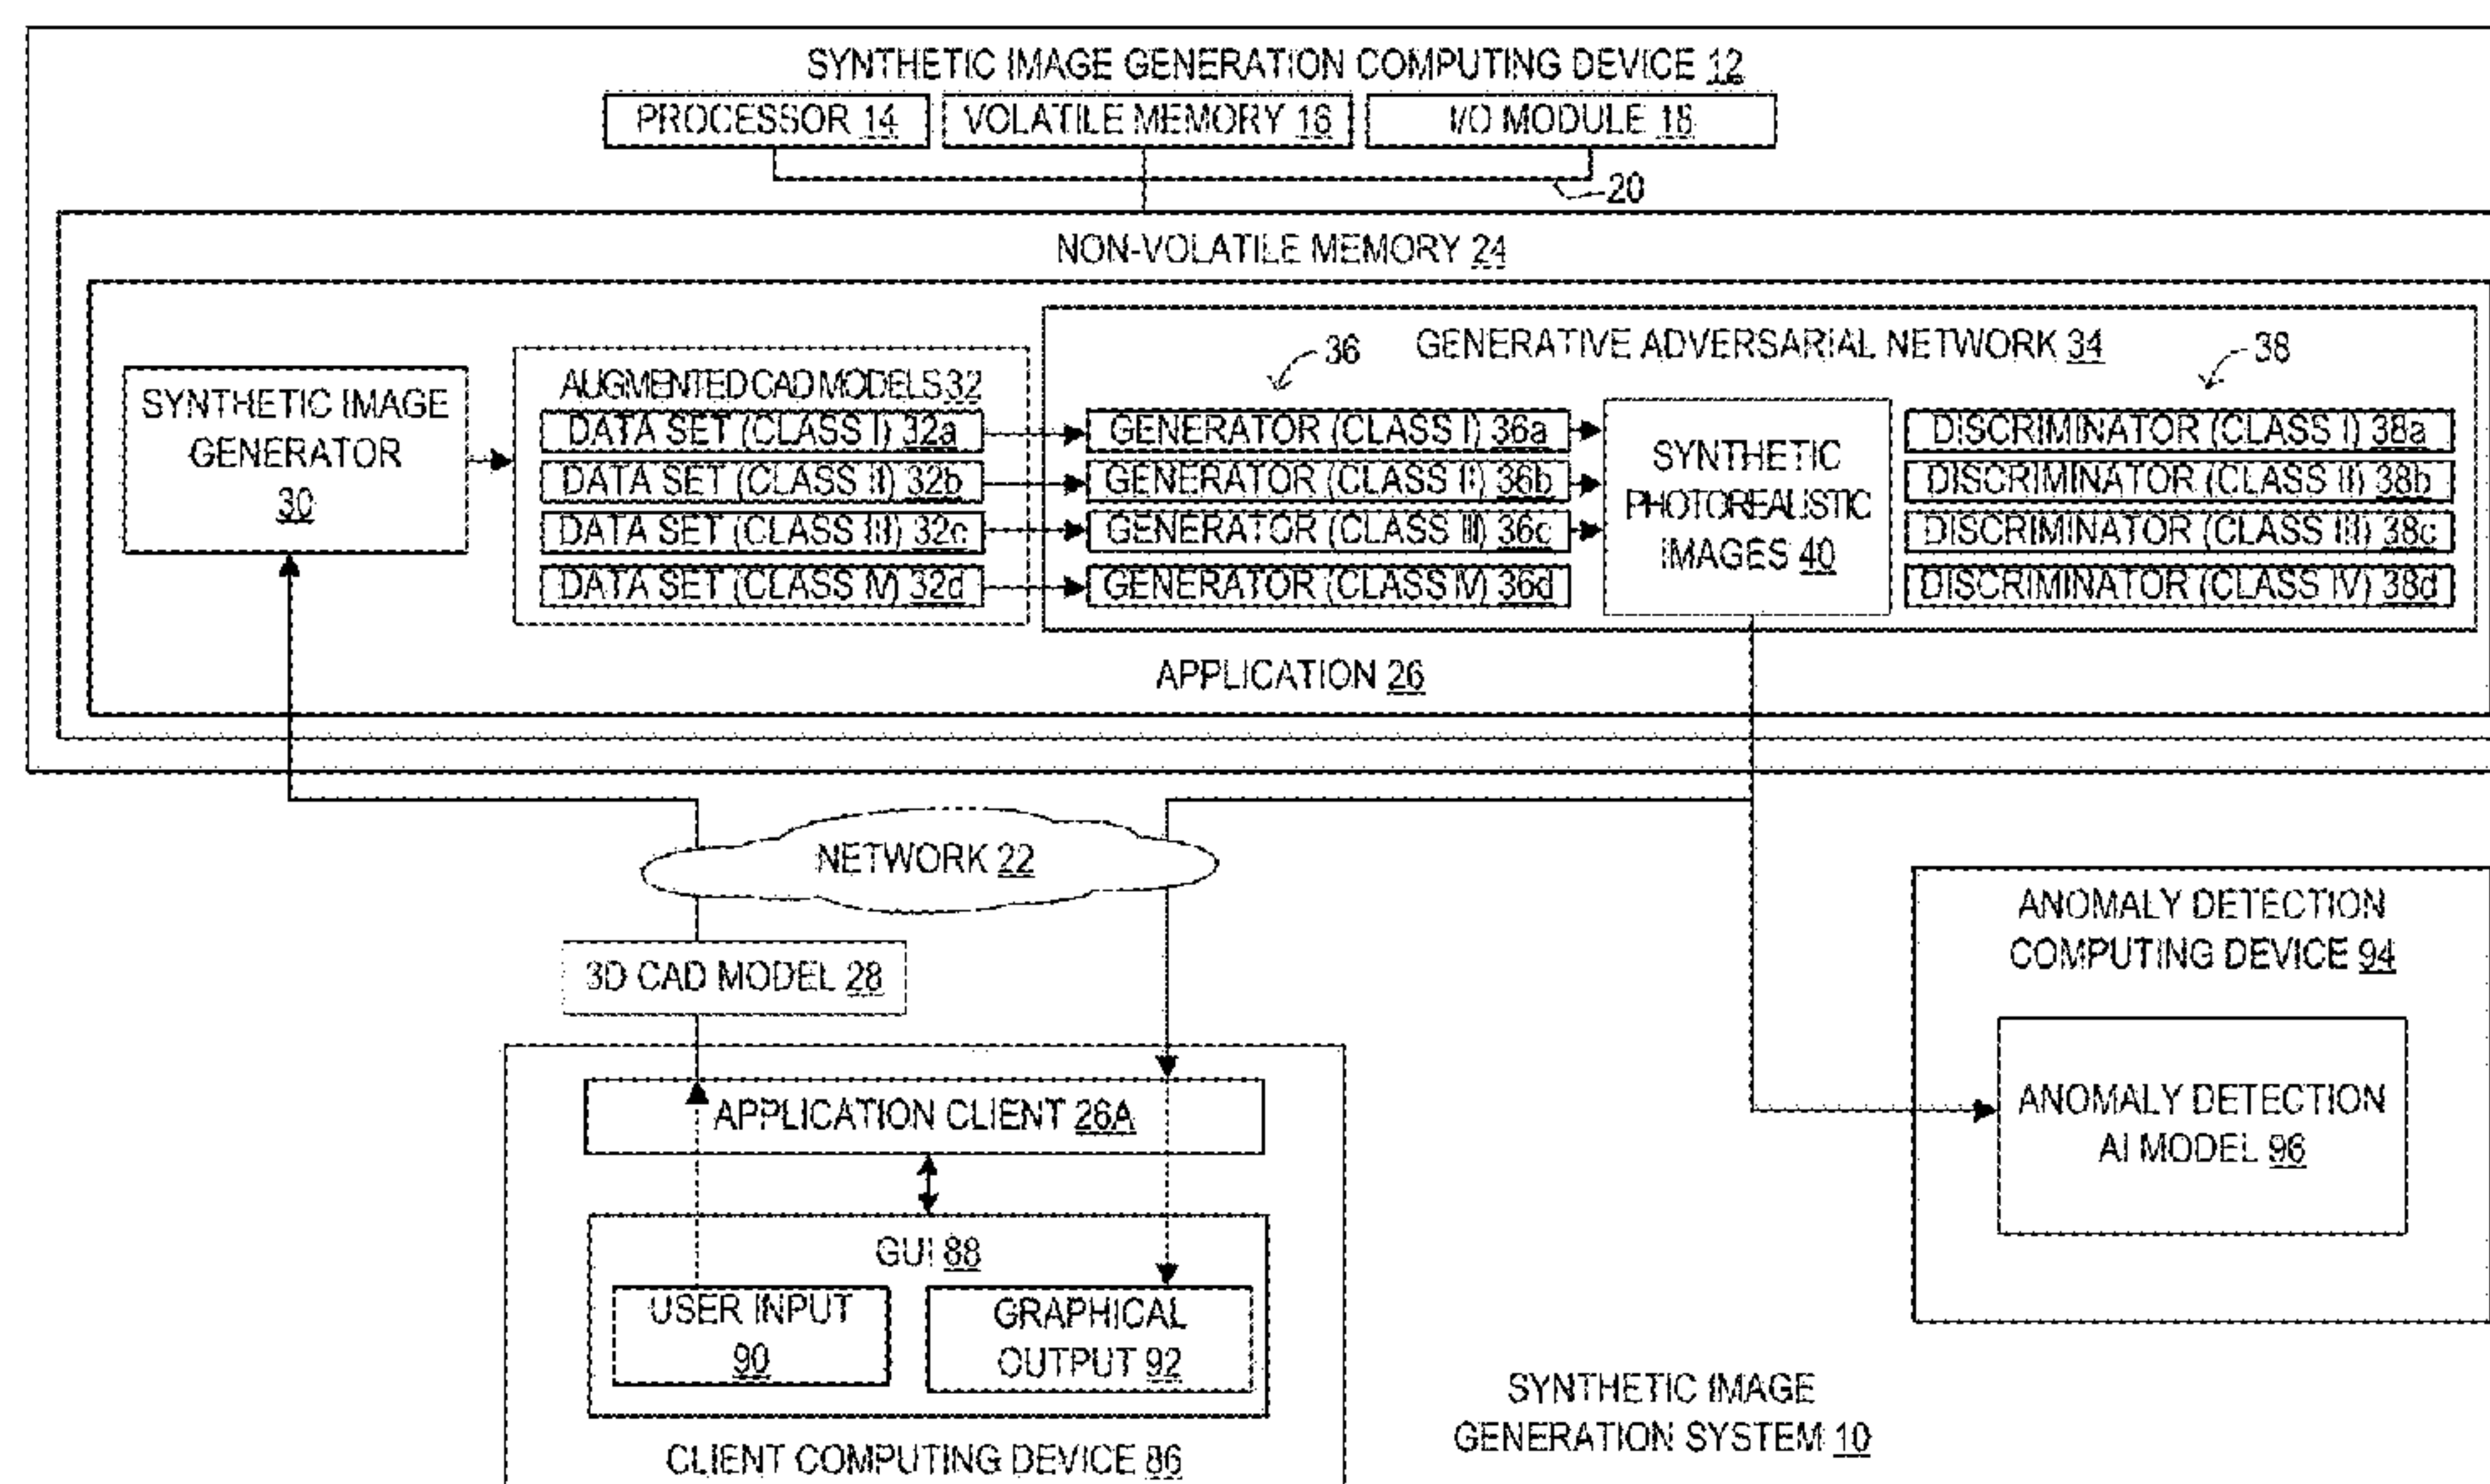 SYNTHETIC IMAGE GENERATION COMPUTING DEVICE 12
PROCESSOR 14
VOLATILE MEMORY 16
I/O MODULE 18
20
NON-VOLATILE MEMORY 24
SYNTHETIC IMAGE
GENERATOR
30
AUGMENTED CAD MODELS 32
DATA SET (CLASS I) 32a
DATA SET (CLASS II) 32b
DATA SET (CLASS III) 32c
DATA SET (CLASS IV) 32d
36
GENERATIVE ADVERSARIAL NETWORK 34
38
GENERATOR (CLASS I) 36a
GENERATOR (CLASS II) 36b
GENERATOR (CLASS III) 36c
GENERATOR (CLASS IV) 36d
SYNTHETIC
PHOTOREALISTIC
IMAGES 40
DISCRIMINATOR (CLASS I) 38a
DISCRIMINATOR (CLASS II) 38b
DISCRIMINATOR (CLASS III) 38c
DISCRIMINATOR (CLASS IV) 38d
APPLICATION 26
NETWORK 22
3D CAD MODEL 28
APPLICATION CLIENT 26A
GUI 88
USER INPUT
90
GRAPHICAL
OUTPUT 92
CLIENT COMPUTING DEVICE 86
ANOMALY DETECTION
COMPUTING DEVICE 94
ANOMALY DETECTION
AI MODEL 96
SYNTHETIC IMAGE
GENERATION SYSTEM 10